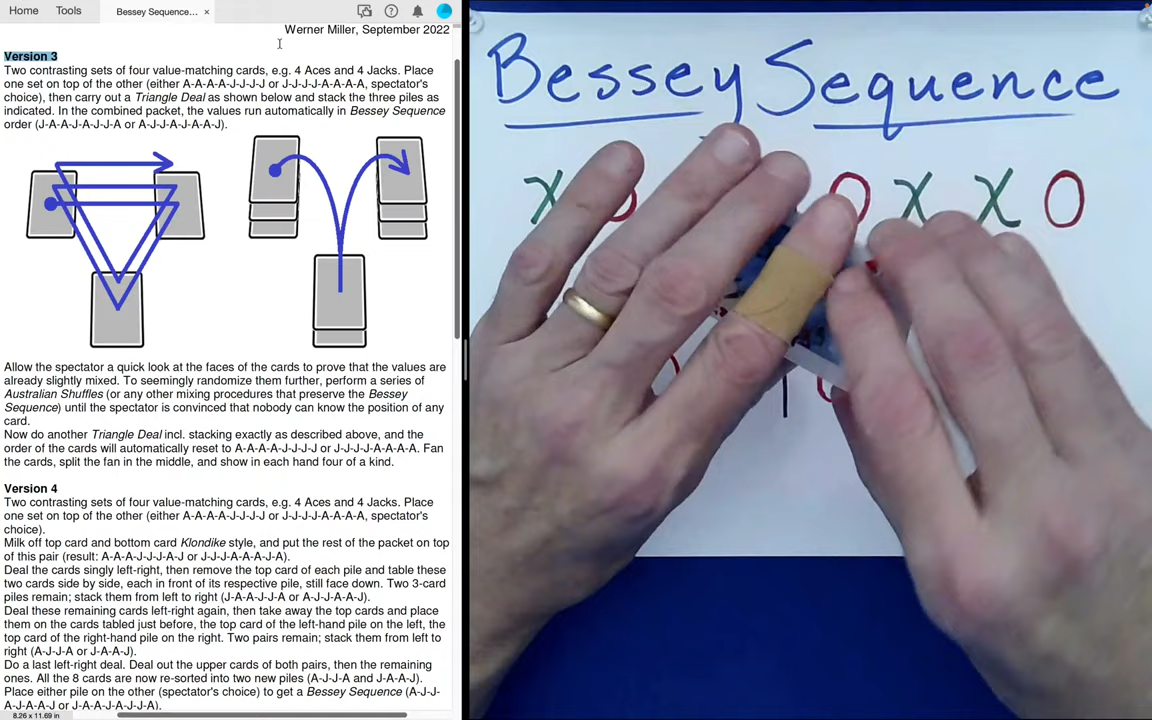 Home
Tools
Bessey Sequence... ×
Werner Miller, September 2022
Version 3
Two contrasting sets of four value-matching cards, e.g. 4 Aces and 4 Jacks. Place
one set on top of the other (either A-A-A-A-J-J-J-J or J-J-J-J-A-A-A-A, spectator's
choice), then carry out a Triangle Deal as shown below and stack the three piles as
indicated. In the combined packet, the values run automatically in Bessey Sequence
order (J-A-A-J-A-J-J-A or A-J-J-A-J-A-A-J).
Allow the spectator a quick look at the faces of the cards to prove that the values are
already slightly mixed. To seemingly randomize them further, perform a series of
Australian Shuffles (or any other mixing procedures that preserve the Bessey
Sequence) until the spectator is convinced that nobody can know the position of any
card.
Now do another Triangle Deal incl. stacking exactly as described above, and the
order of the cards will automatically reset to A-A-A-A-J-J-J-J or J-J-J-J-A-A-A-A. Fan
the cards, split the fan in the middle, and show in each hand four of a kind.
Version 4
Two contrasting sets of four value-matching cards, e.g. 4 Aces and 4 Jacks. Place
one set on top of the other (either A-A-A-A-J-J-J-J or J-J-J-J-A-A-A-A, spectator's
choice).
Milk off top card and bottom card Klondike style, and put the rest of the packet on top
of this pair (result: A-A-A-J-J-J-A-J or J-J-J-A-A-A-J-A).
Deal the cards singly left-right, then remove the top card of each pile and table these
two cards side by side, each in front of its respective pile, still face down. Two 3-card
piles remain; stack them from left to right (J-A-A-J-J-A or A-J-J-A-A-J).
Deal these remaining cards left-right again, then take away the top cards and place
them on the cards tabled just before, the top card of the left-hand pile on the left, the
top card of the right-hand pile on the right. Two pairs remain; stack them from left to
right (A-J-J-A or J-A-A-J).
Do a last left-right deal. Deal out the upper cards of both pairs, then the remaining
ones. All the 8 cards are now re-sorted into two new piles (A-J-J-A and J-A-A-J).
Place either pile on the other (spectator's choice) to get a Bessey Sequence (A-J-J-
A-J-A-A-J or J-A-A-J-A-J-J-A).
8.26 x 11.69 in
Bessey Sequence
X O O X X O